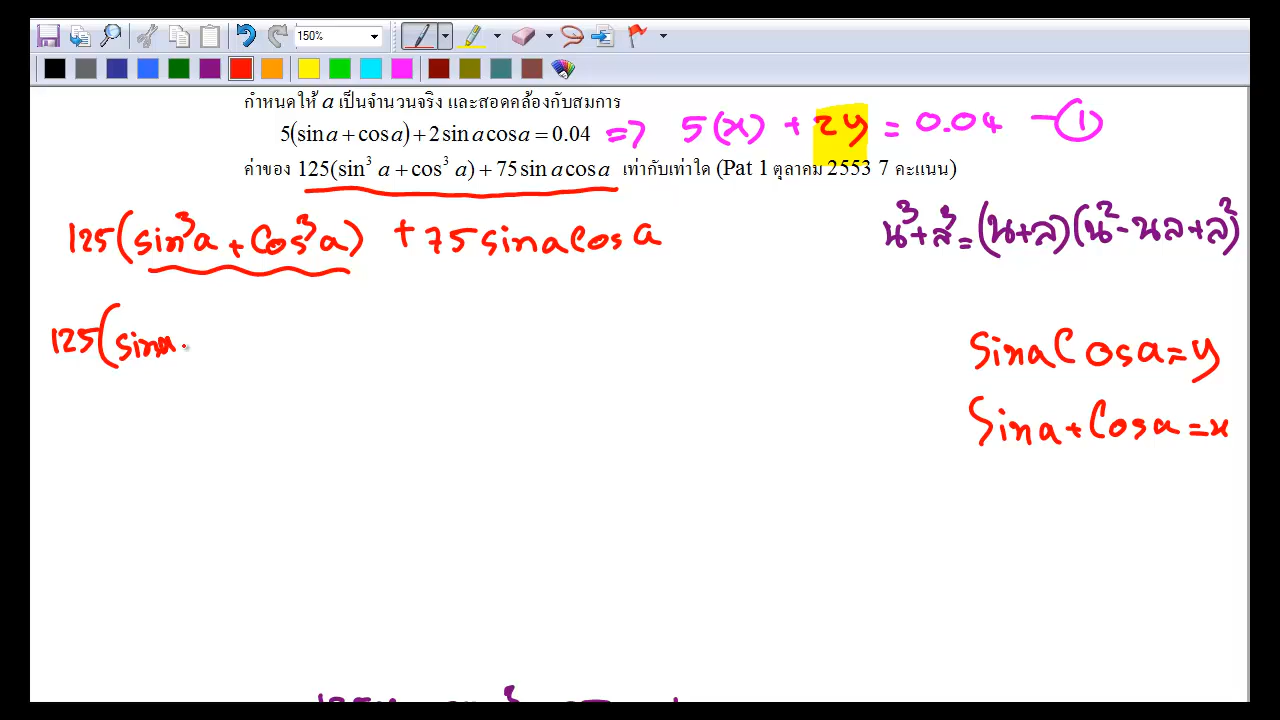 150%
กำหนดให้ a เป็นจำนวนจริง และสอดคล้องกับสมการ
5(sin a + cos a) + 2 sin a cos a = 0.04 => 5(x) + 2y = 0.04 — ①
ค่าของ 125(sin³ a + cos³ a) + 75 sin a cos a เท่ากับเท่าใด (Pat 1 ตุลาคม 2553 7 คะแนน)
125(sin³a + cos³a) + 75 sina cos a
น³+ล³=(น+ล)(น²-นล+ล²)
125(sina
sina cosa = y
sina + cosa = x